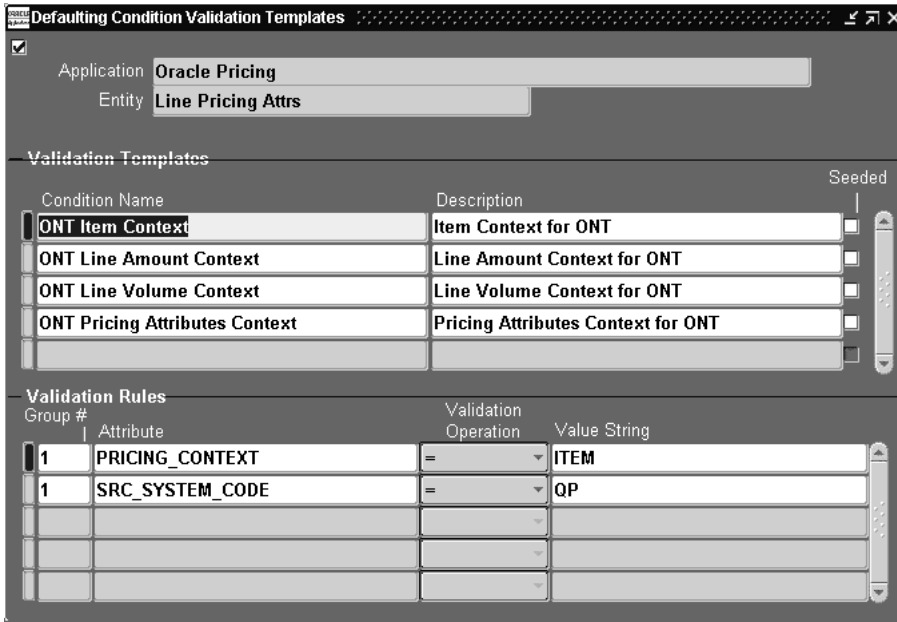 Defaulting Condition Validation Templates
Application Oracle Pricing
Entity Line Pricing Attrs
Validation Templates
Seeded
Condition Name Description
ONT Item Context Item Context for ONT
ONT Line Amount Context Line Amount Context for ONT
ONT Line Volume Context Line Volume Context for ONT
ONT Pricing Attributes Context Pricing Attributes Context for ONT
Validation Rules
Group # Validation
Attribute Operation Value String
1 PRICING_CONTEXT = ITEM
1 SRC_SYSTEM_CODE = QP